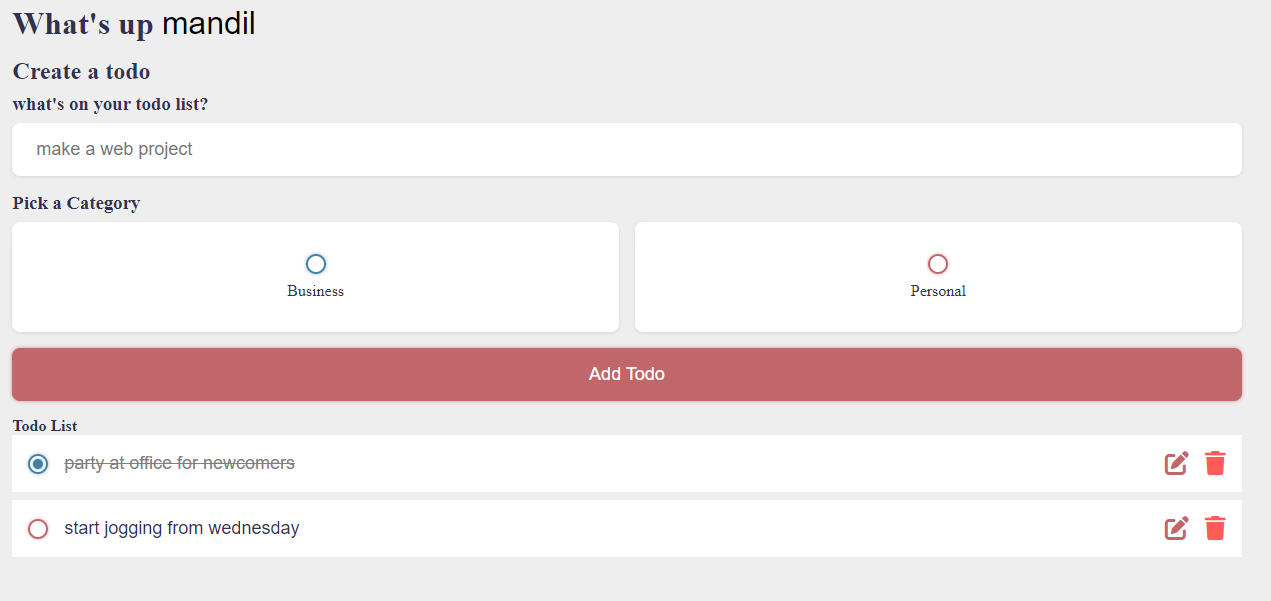 What's up mandil
Create a todo
what's on your todo list?
make a web project
Pick a Category
Business
Personal
Add Todo
Todo List
party at office for newcomers
start jogging from wednesday